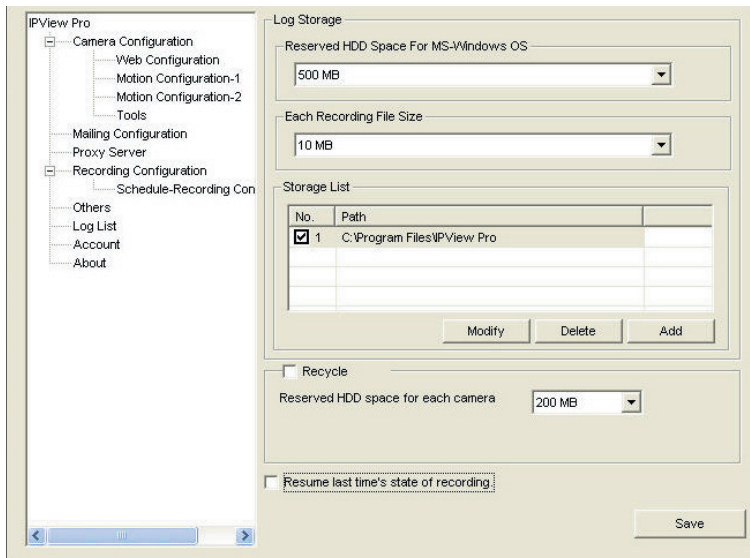 IPView Pro
Camera Configuration
Web Configuration
Motion Configuration-1
Motion Configuration-2
Tools
Mailing Configuration
Proxy Server
Recording Configuration
Schedule-Recording Con
Others
Log List
Account
About
Log Storage
Reserved HDD Space For MS-Windows OS
500 MB
Each Recording File Size
10 MB
Storage List
No. Path
1 C:\Program Files\IPView Pro
Modify Delete Add
Recycle
Reserved HDD space for each camera 200 MB
Resume last time's state of recording.
Save